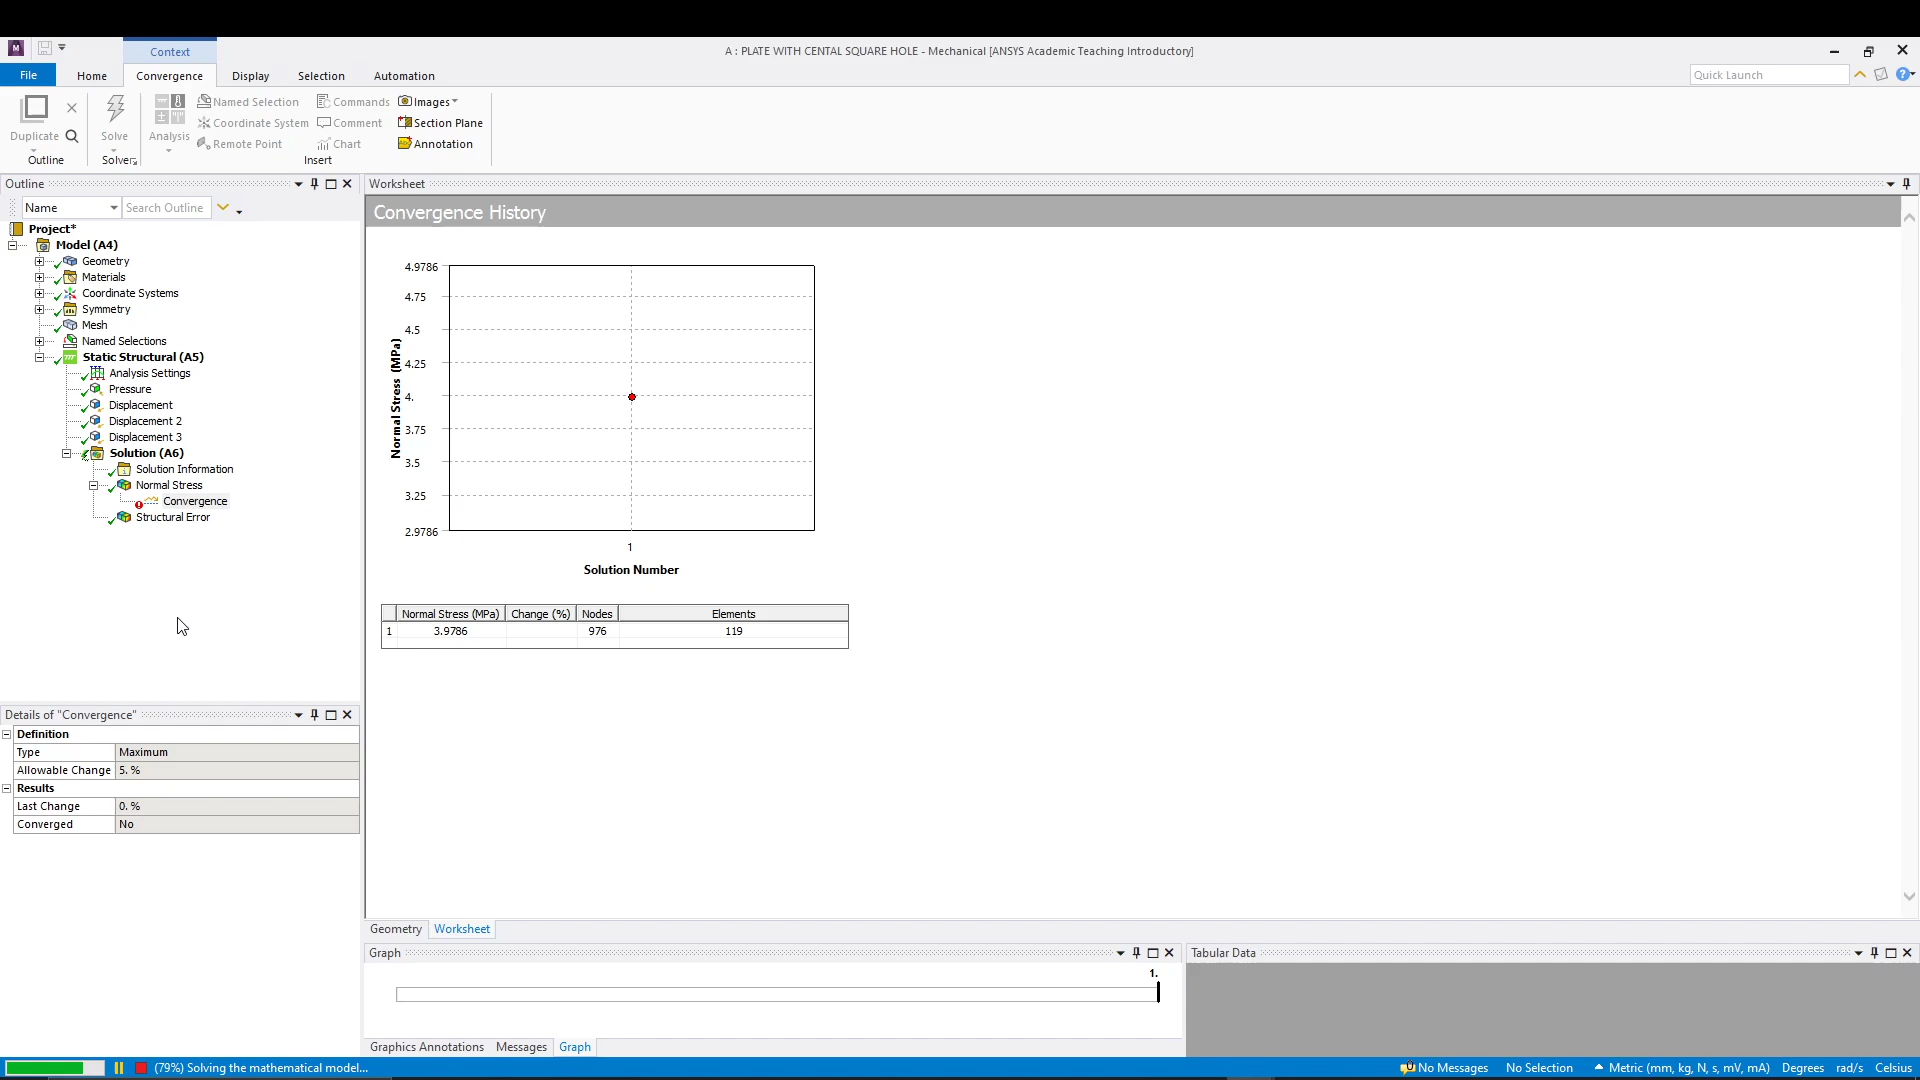 Context
A : PLATE WITH CENTAL SQUARE HOLE - Mechanical [ANSYS Academic Teaching Introductory]
File
Home
Convergence
Display
Selection
Automation
Quick Launch
Duplicate
Outline
Solve
Solver
Analysis
Named Selection
Coordinate System
Remote Point
Commands
Comment
Chart
Insert
Images
Section Plane
Annotation
Outline
Name
Search Outline
Project*
Model (A4)
Geometry
Materials
Coordinate Systems
Symmetry
Mesh
Named Selections
Static Structural (A5)
Analysis Settings
Pressure
Displacement
Displacement 2
Displacement 3
Solution (A6)
Solution Information
Normal Stress
Convergence
Structural Error
Details of "Convergence"
Definition
Type Maximum
Allowable Change 5. %
Results
Last Change 0. %
Converged No
Worksheet
Convergence History
4.9786
4.75
4.5
4.25
4.
3.75
3.5
3.25
2.9786
Normal Stress (MPa)
1
Solution Number
Normal Stress (MPa) Change (%) Nodes Elements
1 3.9786 976 119
Geometry Worksheet
Graph
1.
Graphics Annotations Messages Graph
Tabular Data
(79%) Solving the mathematical model...
No Messages No Selection Metric (mm, kg, N, s, mV, mA) Degrees rad/s Celsius